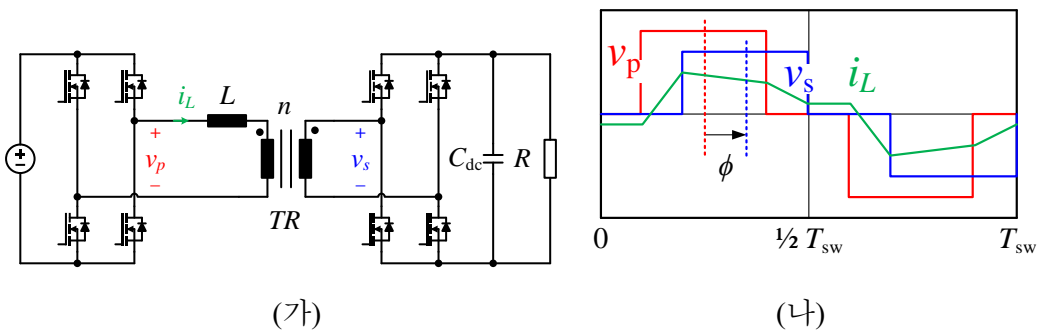 i_L
L
n
+
v_p
−
TR
+
v_s
−
C_dc
R
(가)
v_p
v_s
i_L
ϕ
0
½ T_sw
T_sw
(나)